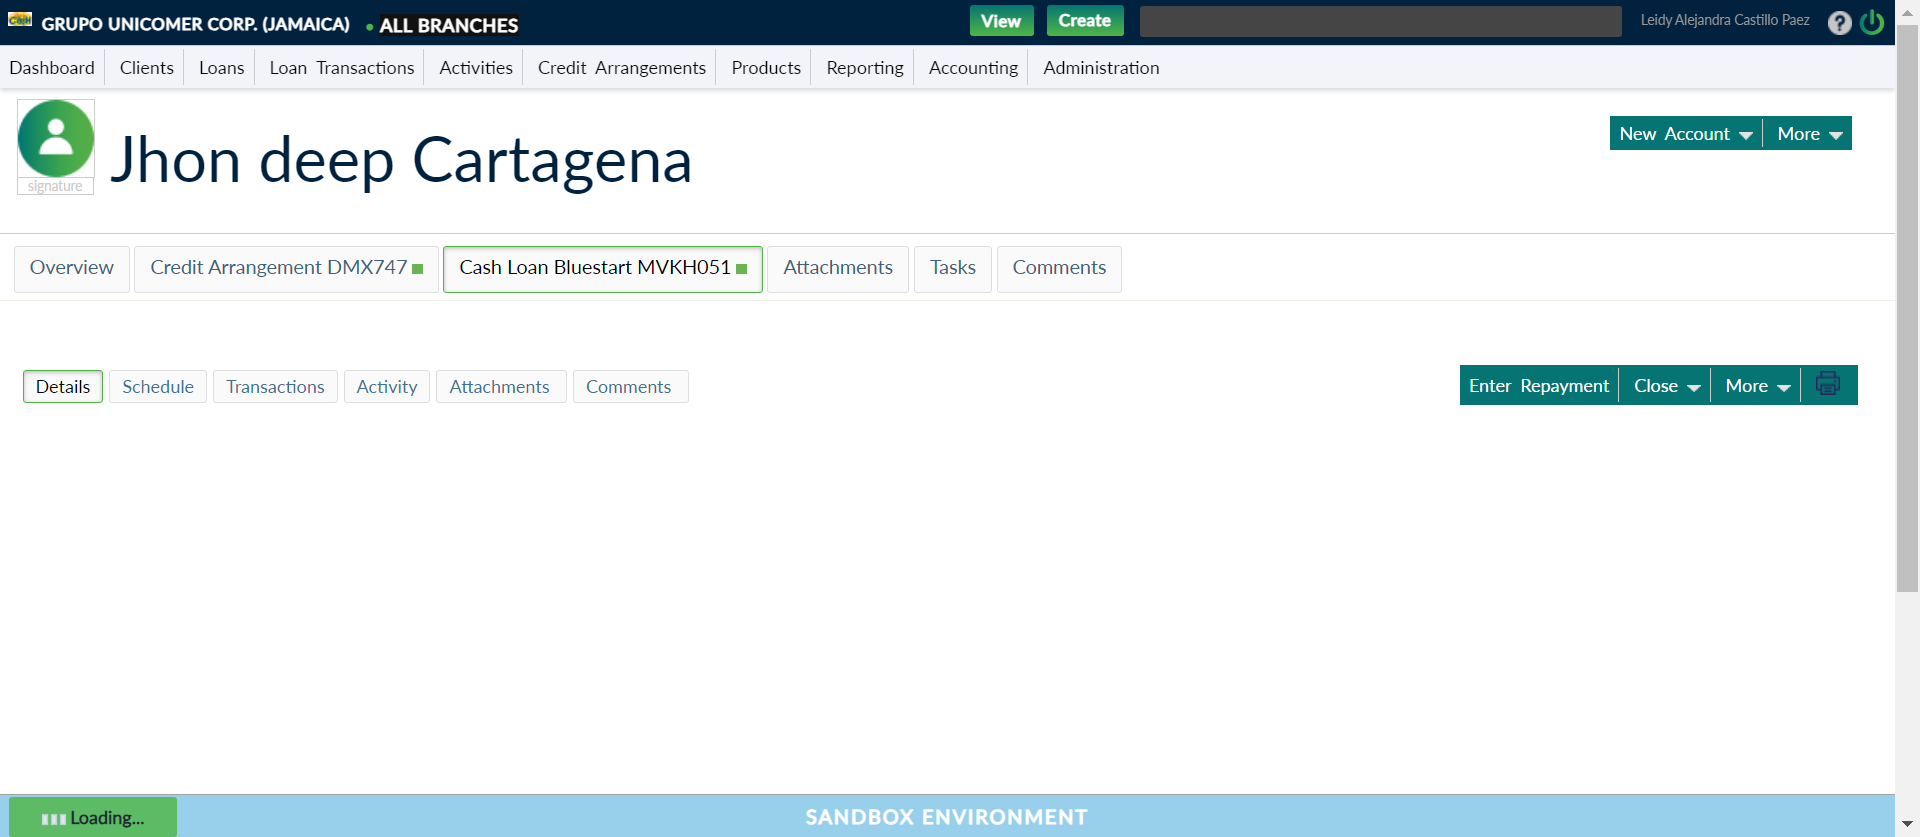 Cash GRUPO UNICOMER CORP. (JAMAICA) ALL BRANCHES View Create Leidy Alejandra Castillo Paez ?
Dashboard Clients Loans Loan Transactions Activities Credit Arrangements Products Reporting Accounting Administration
Jhon deep Cartagena
New Account More
signature
Overview Credit Arrangement DMX747 Cash Loan Bluestart MVKH051 Attachments Tasks Comments
Details Schedule Transactions Activity Attachments Comments Enter Repayment Close More
Loading... SANDBOX ENVIRONMENT